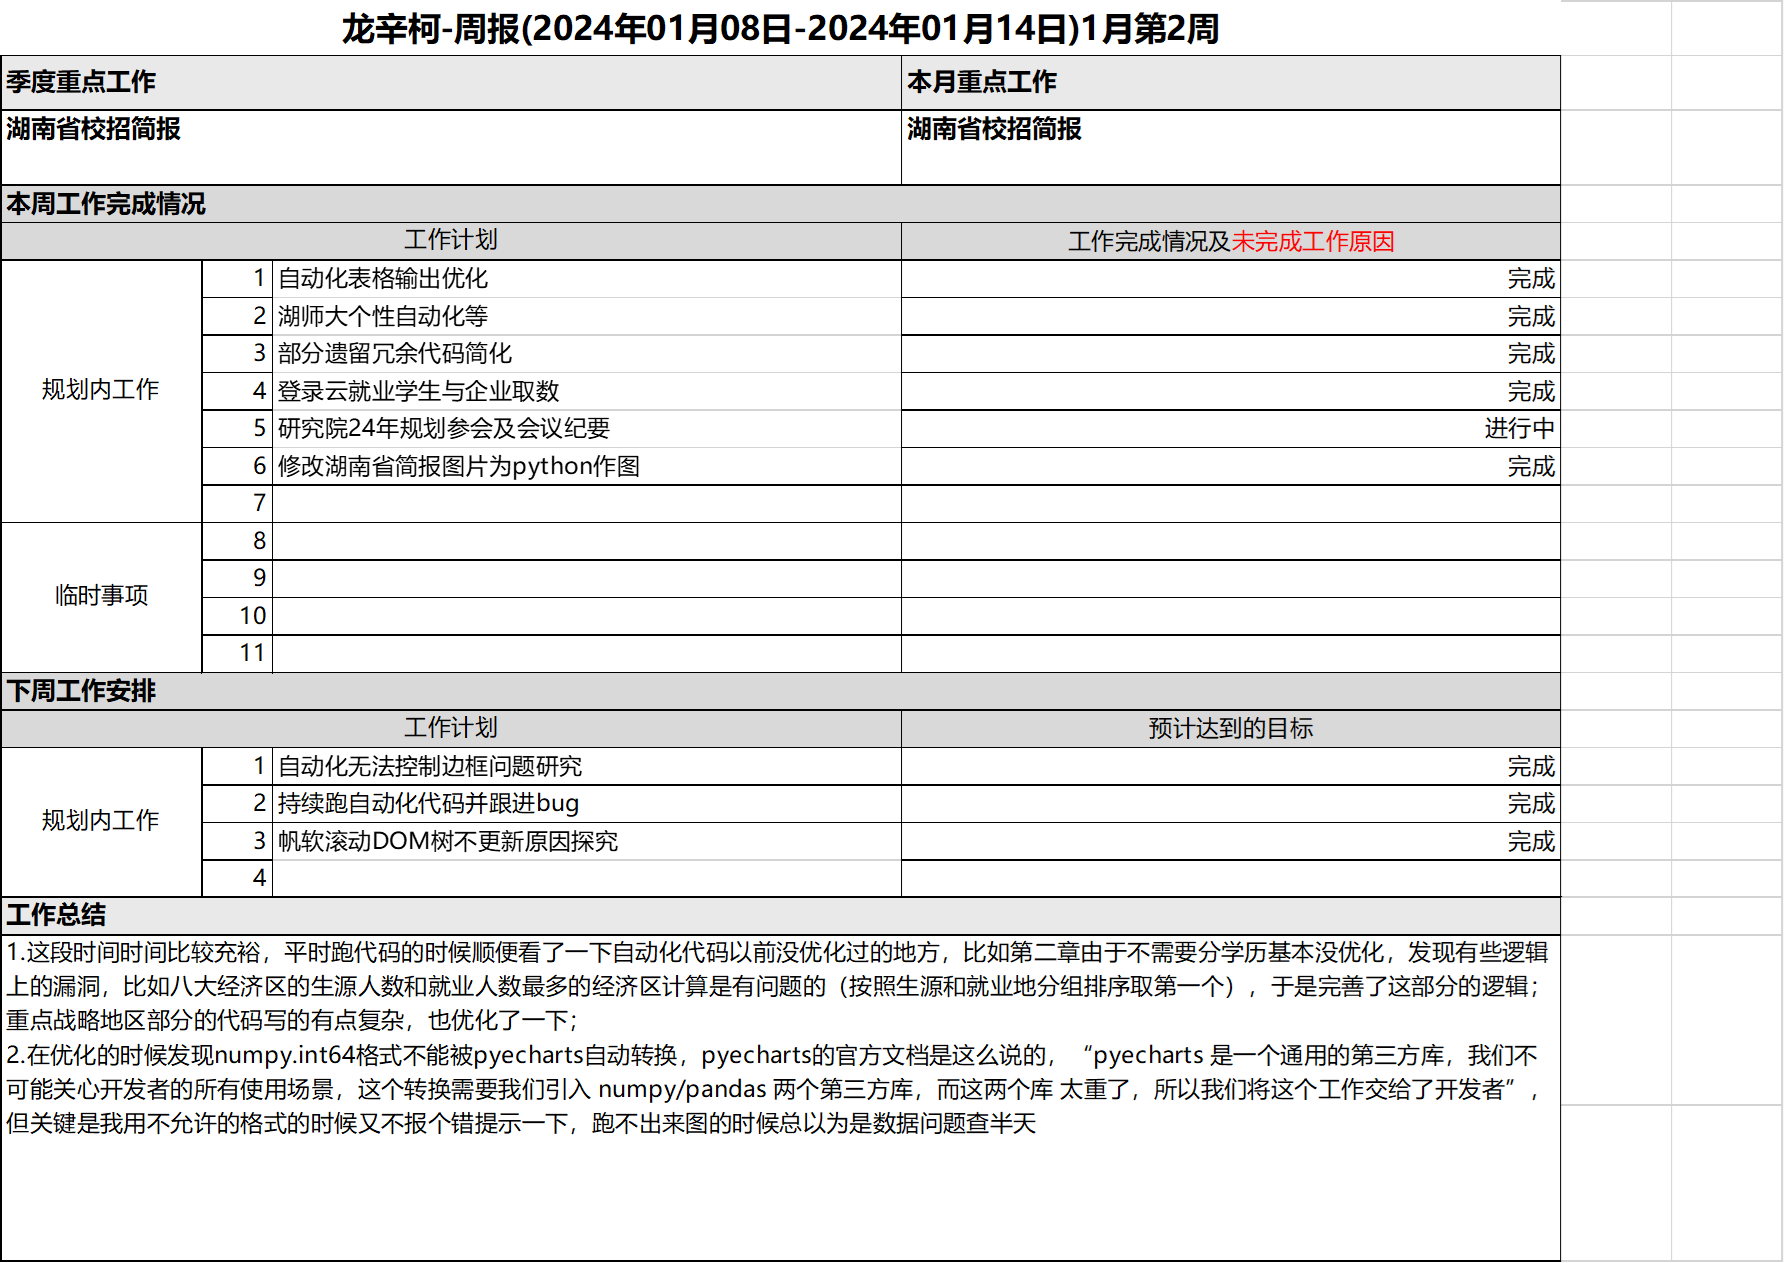 龙辛柯-周报(2024年01月08日-2024年01月14日)1月第2周
季度重点工作 本月重点工作
湖南省校招简报 湖南省校招简报
本周工作完成情况
工作计划 工作完成情况及未完成工作原因
规划内工作
1 自动化表格输出优化 完成
2 湖师大个性自动化等 完成
3 部分遗留冗余代码简化 完成
4 登录云就业学生与企业取数 完成
5 研究院24年规划参会及会议纪要 进行中
6 修改湖南省简报图片为python作图 完成
7
临时事项
8
9
10
11
下周工作安排
工作计划 预计达到的目标
规划内工作
1 自动化无法控制边框问题研究 完成
2 持续跑自动化代码并跟进bug 完成
3 帆软滚动DOM树不更新原因探究 完成
4
工作总结
1.这段时间时间比较充裕，平时跑代码的时候顺便看了一下自动化代码以前没优化过的地方，比如第二章由于不需要分学历基本没优化，发现有些逻辑
上的漏洞，比如八大经济区的生源人数和就业人数最多的经济区计算是有问题的（按照生源和就业地分组排序取第一个），于是完善了这部分的逻辑；
重点战略地区部分的代码写的有点复杂，也优化了一下；
2.在优化的时候发现numpy.int64格式不能被pyecharts自动转换，pyecharts的官方文档是这么说的，“pyecharts 是一个通用的第三方库，我们不
可能关心开发者的所有使用场景，这个转换需要我们引入 numpy/pandas 两个第三方库，而这两个库 太重了，所以我们将这个工作交给了开发者”，
但关键是我用不允许的格式的时候又不报个错提示一下，跑不出来图的时候总以为是数据问题查半天